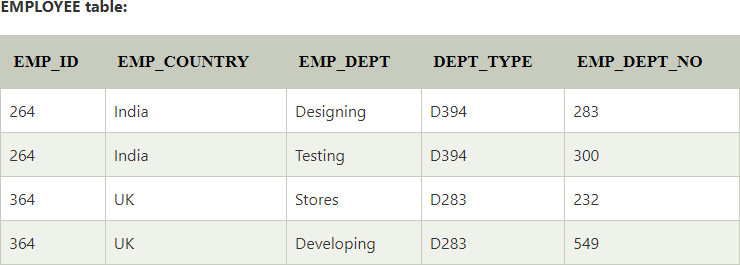 EMPLOYEE table:
EMP_ID EMP_COUNTRY EMP_DEPT DEPT_TYPE EMP_DEPT_NO
264 India Designing D394 283
264 India Testing D394 300
364 UK Stores D283 232
364 UK Developing D283 549